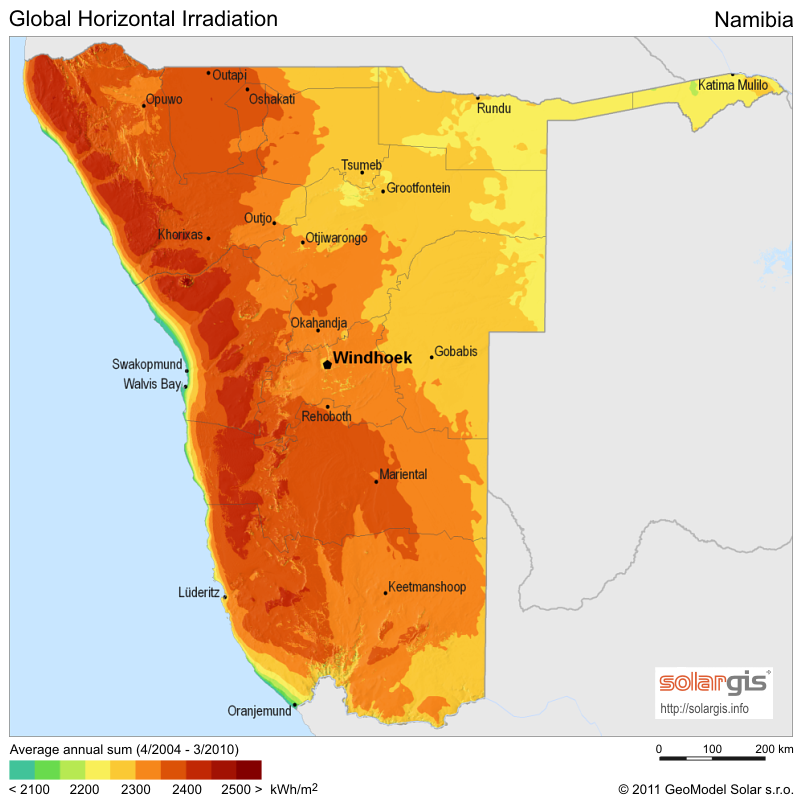 Global Horizontal Irradiation
Namibia
Outapi
Oshakati
Opuwo
Katima Mulilo
Rundu
Tsumeb
Grootfontein
Outjo
Khorixas
Otjiwarongo
Okahandja
Windhoek
Gobabis
Swakopmund
Walvis Bay
Rehoboth
Mariental
Lüderitz
Keetmanshoop
Oranjemund
solargis
http://solargis.info
Average annual sum (4/2004 - 3/2010)
0 100 200 km
< 2100 2200 2300 2400 2500 > kWh/m²
© 2011 GeoModel Solar s.r.o.